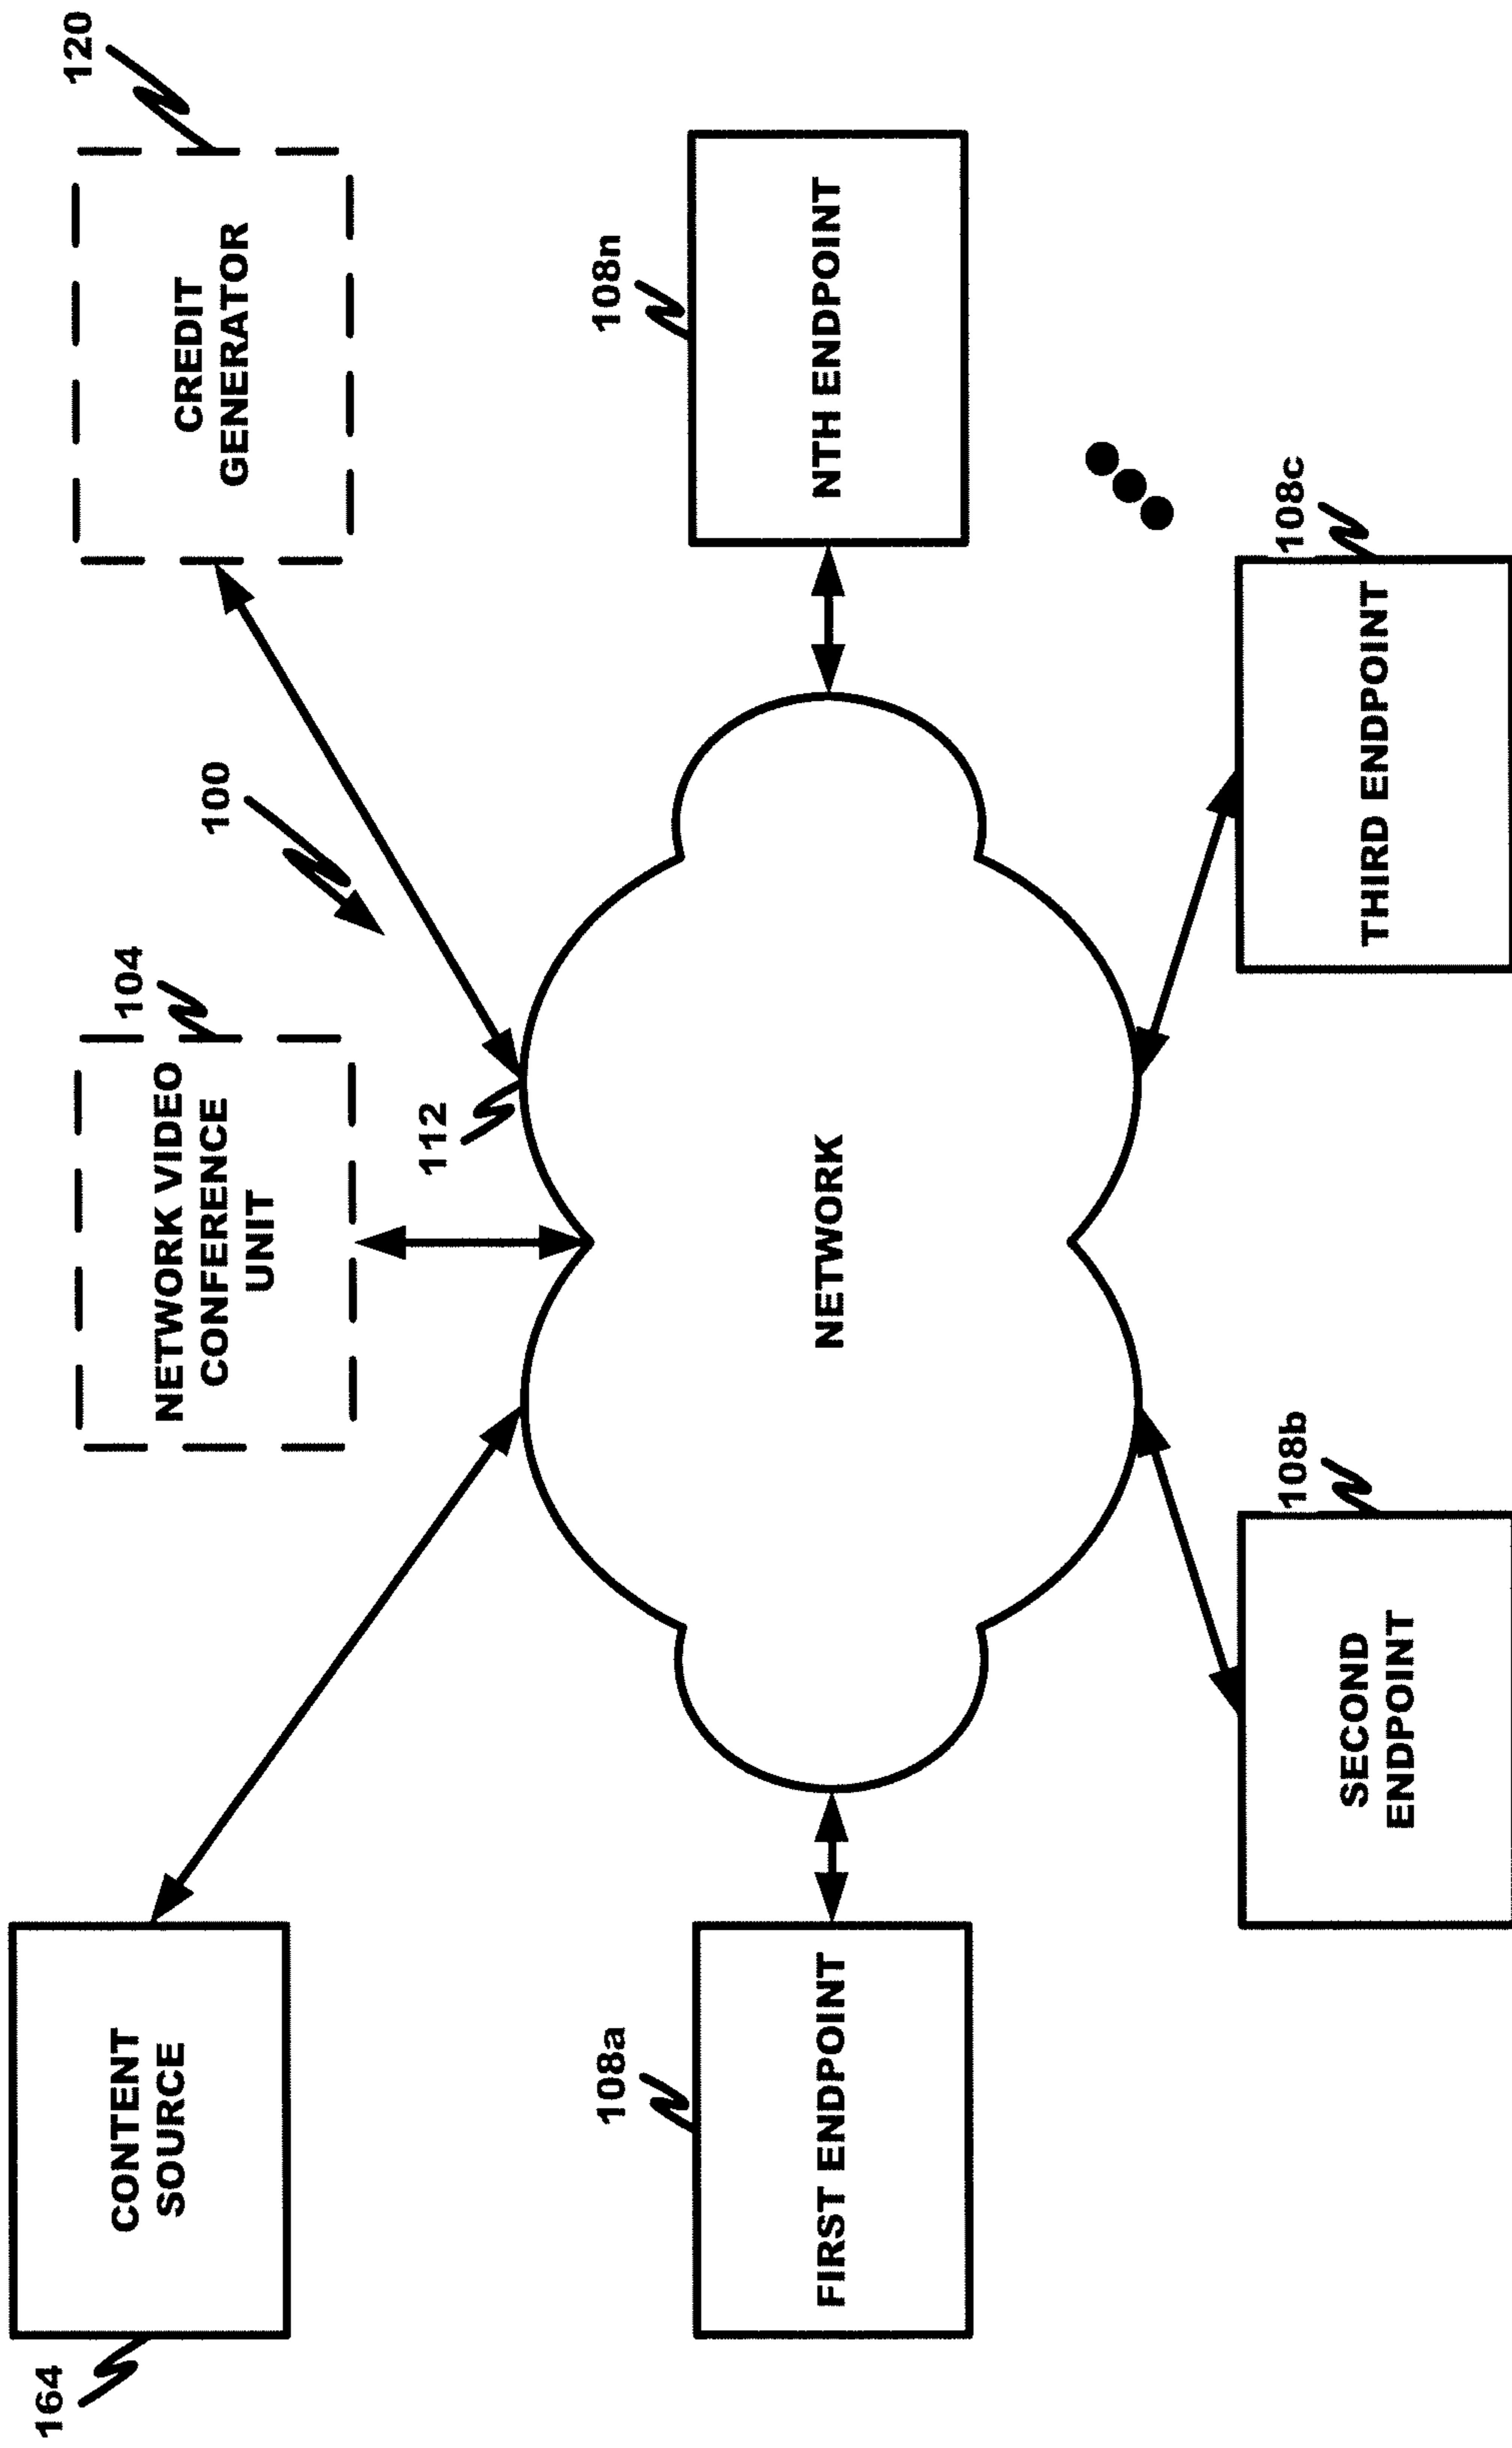 164
CONTENT
SOURCE
NETWORK VIDEO
CONFERENCE
UNIT
104
100
CREDIT
GENERATOR
120
112
108a
FIRST ENDPOINT
NETWORK
108n
NTH ENDPOINT
SECOND
ENDPOINT
108b
THIRD ENDPOINT
108c